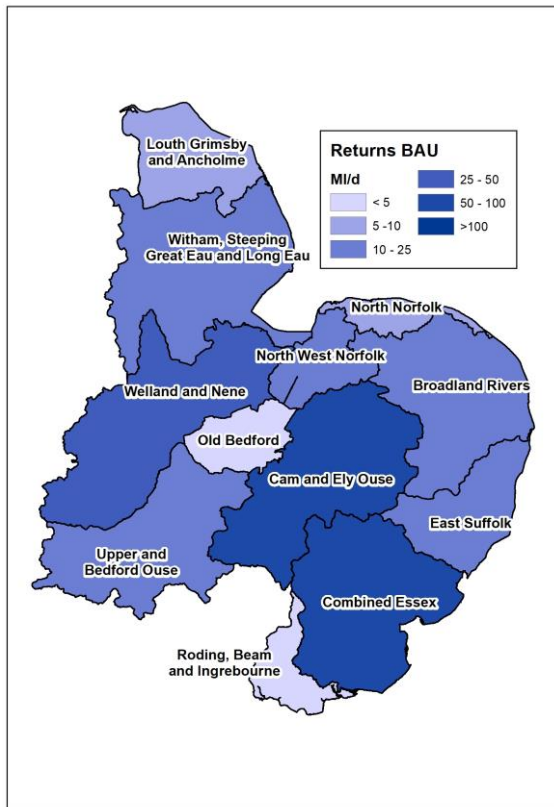 Louth Grimsby
and Ancholme
Returns BAU
Ml/d
< 5
5 -10
10 - 25
25 - 50
50 - 100
>100
Witham, Steeping
Great Eau and Long Eau
North Norfolk
North West Norfolk
Welland and Nene
Broadland Rivers
Old Bedford
Cam and Ely Ouse
East Suffolk
Upper and
Bedford Ouse
Combined Essex
Roding, Beam
and Ingrebourne